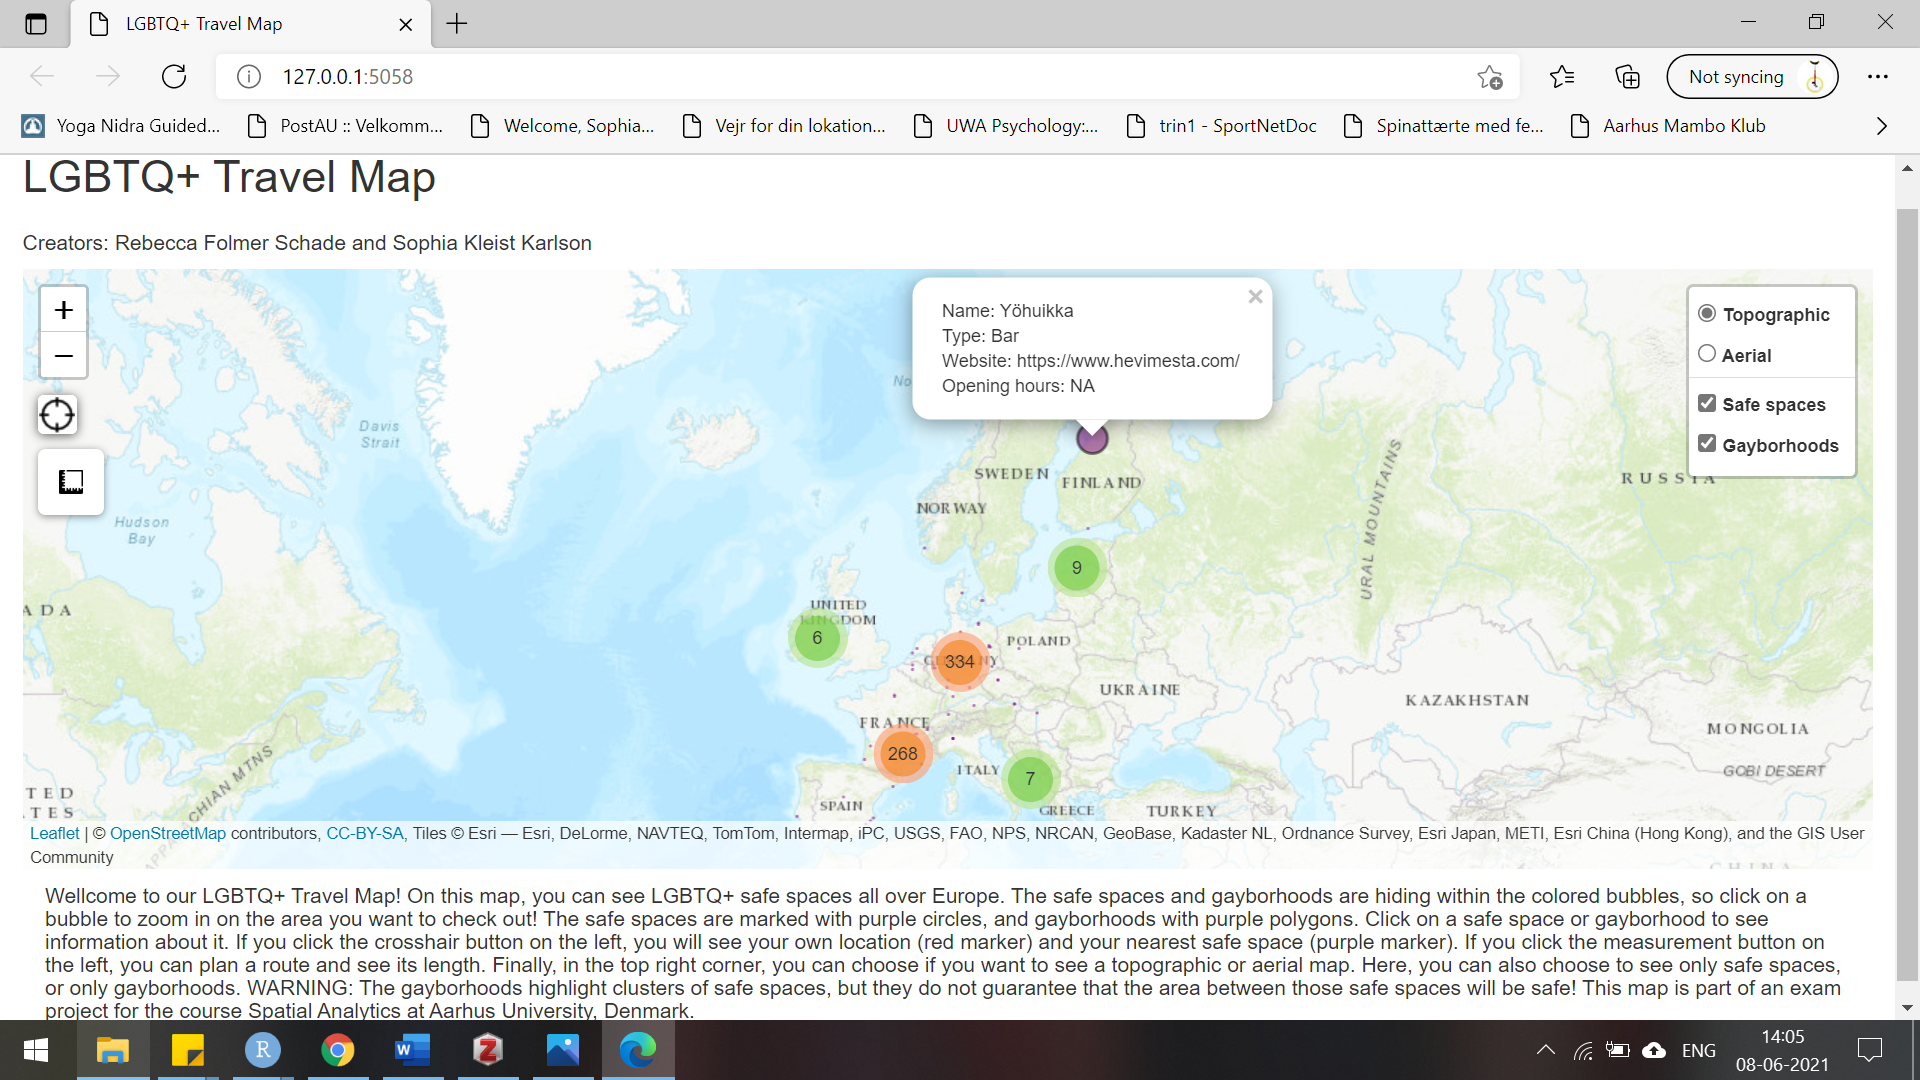 LGBTQ+ Travel Map
127.0.0.1:5058
Not syncing
Yoga Nidra Guided...
PostAU :: Velkomm...
Welcome, Sophia...
Vejr for din lokation...
UWA Psychology:...
trin1 - SportNetDoc
Spinattærte med fe...
Aarhus Mambo Klub
LGBTQ+ Travel Map
Creators: Rebecca Folmer Schade and Sophia Kleist Karlson
+
−
Name: Yöhuikka
Type: Bar
Website: https://www.hevimesta.com/
Opening hours: NA
Topographic
Aerial
Safe spaces
Gayborhoods
No
Davis
Strait
Hudson
Bay
SWEDEN
FINLAND
NORWAY
RUSSIA
URAL MOUNTAINS
9
UNITED
KINGDOM
6
ADA
334
POLAND
UKRAINE
KAZAKHSTAN
MONGOLIA
FRANCE
268
ITALY
7
GOBI DESERT
SPAIN
GREECE
TURKEY
TED
TES
APPALACHIAN MTNS
CHINA
Leaflet | © OpenStreetMap contributors, CC-BY-SA, Tiles © Esri — Esri, DeLorme, NAVTEQ, TomTom, Intermap, iPC, USGS, FAO, NPS, NRCAN, GeoBase, Kadaster NL, Ordnance Survey, Esri Japan, METI, Esri China (Hong Kong), and the GIS User
Community
Wellcome to our LGBTQ+ Travel Map! On this map, you can see LGBTQ+ safe spaces all over Europe. The safe spaces and gayborhoods are hiding within the colored bubbles, so click on a
bubble to zoom in on the area you want to check out! The safe spaces are marked with purple circles, and gayborhoods with purple polygons. Click on a safe space or gayborhood to see
information about it. If you click the crosshair button on the left, you will see your own location (red marker) and your nearest safe space (purple marker). If you click the measurement button on
the left, you can plan a route and see its length. Finally, in the top right corner, you can choose if you want to see a topographic or aerial map. Here, you can also choose to see only safe spaces,
or only gayborhoods. WARNING: The gayborhoods highlight clusters of safe spaces, but they do not guarantee that the area between those safe spaces will be safe! This map is part of an exam
project for the course Spatial Analytics at Aarhus University, Denmark.
ENG
14:05
08-06-2021